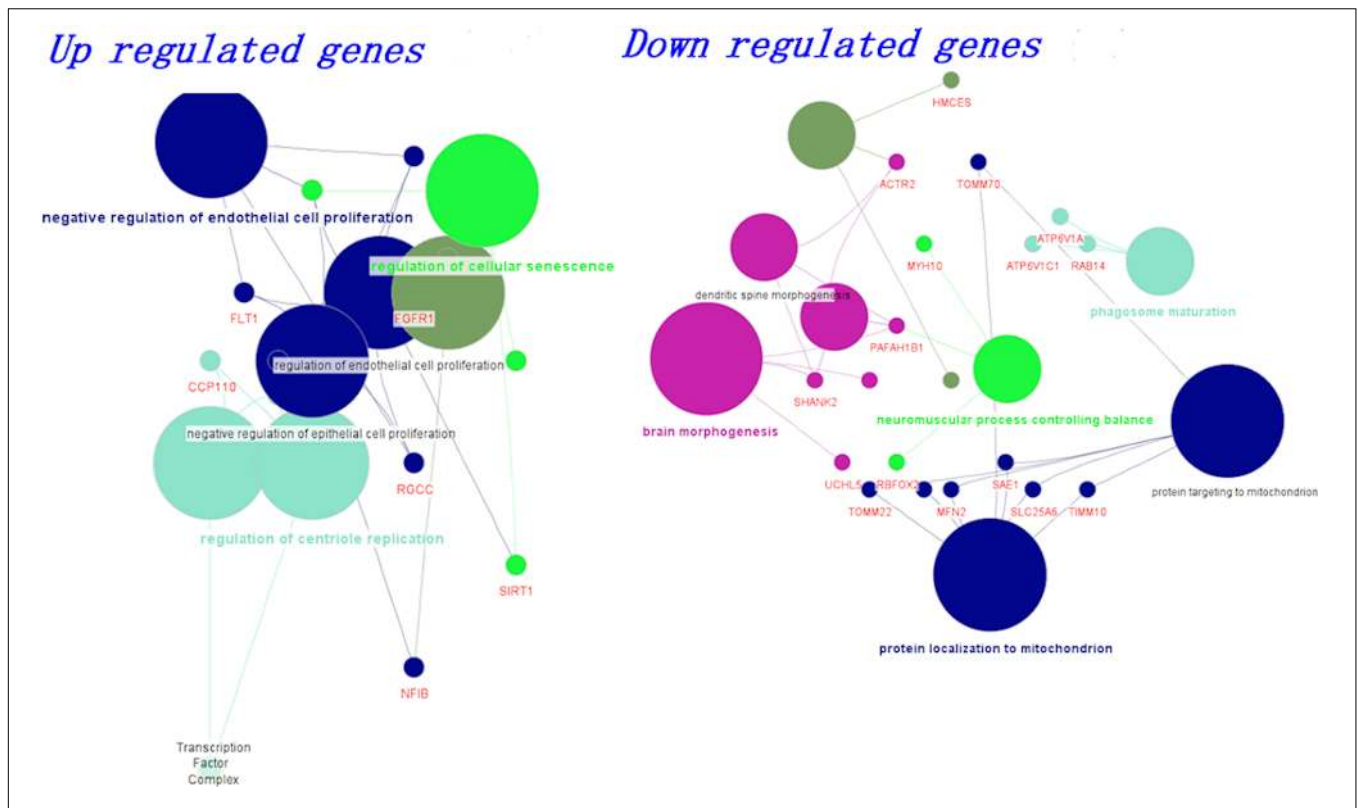 Up regulated genes
negative regulation of endothelial cell proliferation
regulation of cellular senescence
FLT1
FGFR1
regulation of endothelial cell proliferation
CCP110
negative regulation of epithelial cell proliferation
RGCC
regulation of centriole replication
SIRT1
NFIB
Transcription
Factor
Complex
Down regulated genes
HMCES
ACTR2
TOMM70
ATP6V1A
MYH10
ATP6V1C1
RAB14
dendritic spine morphogenesis
phagosome maturation
PAFAH1B1
SHANK2
neuromuscular process controlling balance
brain morphogenesis
UCHL5
RBFOX2
SAE1
protein targeting to mitochondrion
TOMM22
MFN2
SLC25A6
TIMM10
protein localization to mitochondrion